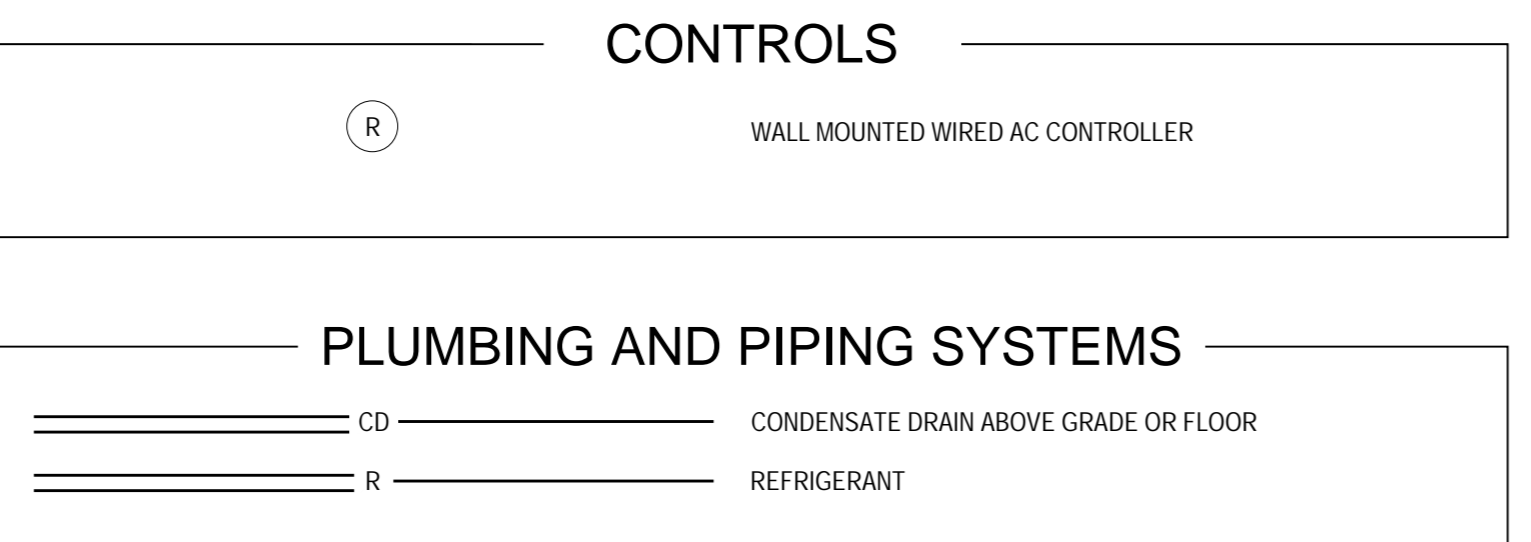 CONTROLS
R WALL MOUNTED WIRED AC CONTROLLER
PLUMBING AND PIPING SYSTEMS
CD CONDENSATE DRAIN ABOVE GRADE OR FLOOR
R REFRIGERANT